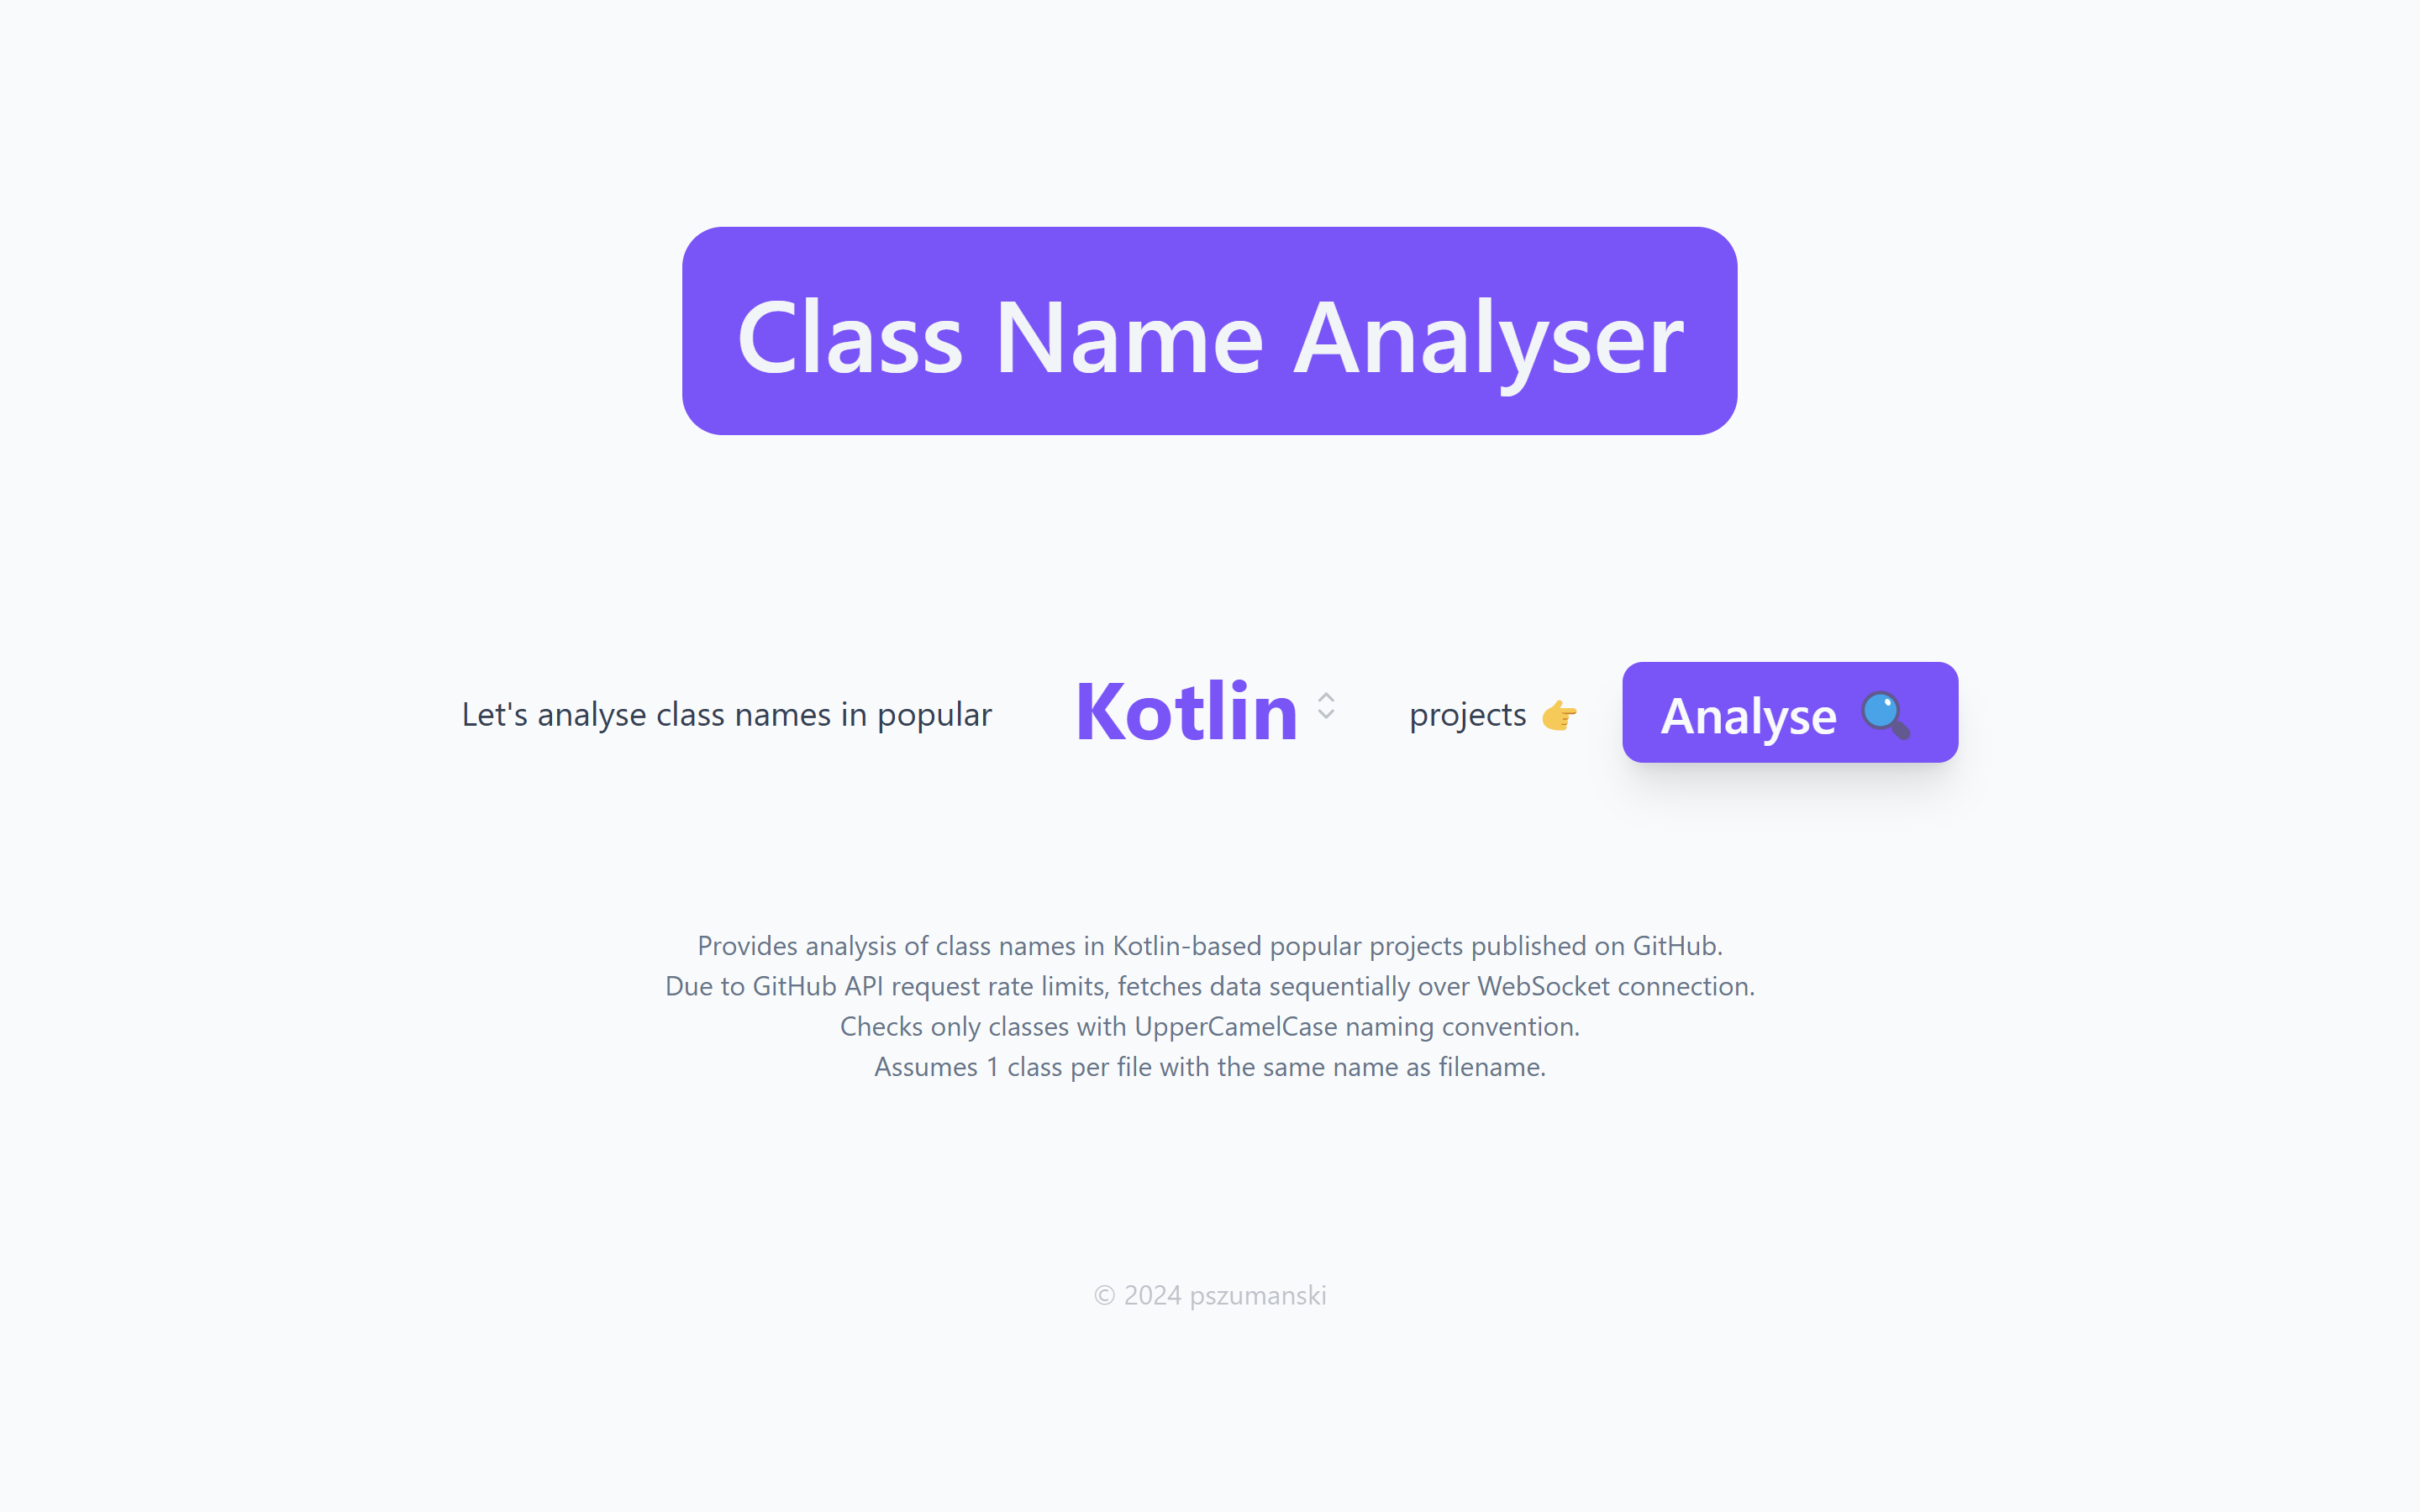 Class Name Analyser
Let's analyse class names in popular Kotlin projects 👉 Analyse 🔍
Provides analysis of class names in Kotlin-based popular projects published on GitHub.
Due to GitHub API request rate limits, fetches data sequentially over WebSocket connection.
Checks only classes with UpperCamelCase naming convention.
Assumes 1 class per file with the same name as filename.
© 2024 pszumanski